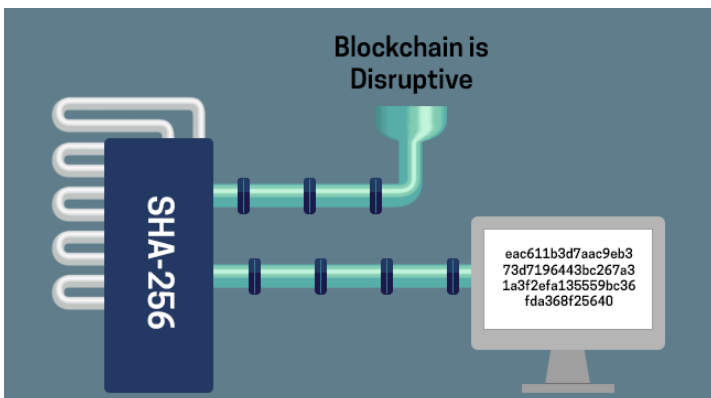 Blockchain is
Disruptive
SHA-256
eac611b3d7aac9eb3
73d7196443bc267a3
1a3f2efa135559bc36
fda368f25640